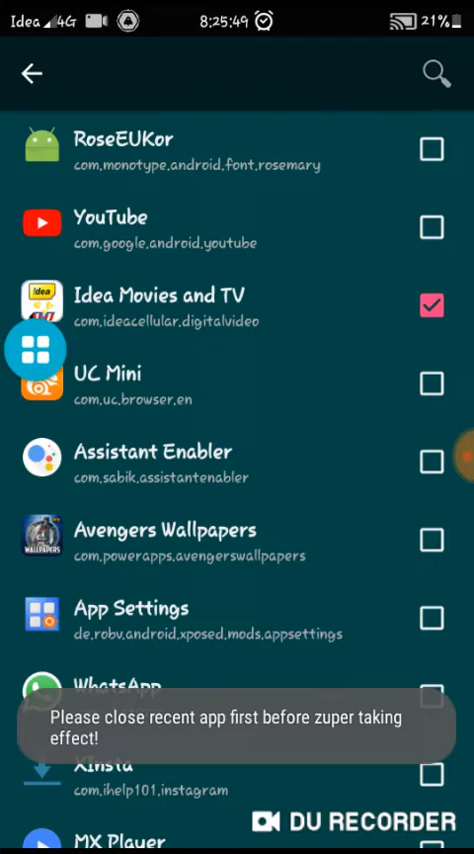 Idea 4G 8:25:49 21%
RoseEUKor
com.monotype.android.font.rosemary
YouTube
com.google.android.youtube
idea
Idea Movies and TV
com.ideacellular.digitalvideo
UC Mini
com.uc.browser.en
Assistant Enabler
com.sabik.assistantenabler
Avengers Wallpapers
WALLPAPERS
com.powerapps.avengerswallpapers
App Settings
de.robv.android.xposed.mods.appsettings
WhatsApp
Please close recent app first before zuper taking
effect!
XInsta
com.ihelp101.instagram
DU RECORDER
MX Player